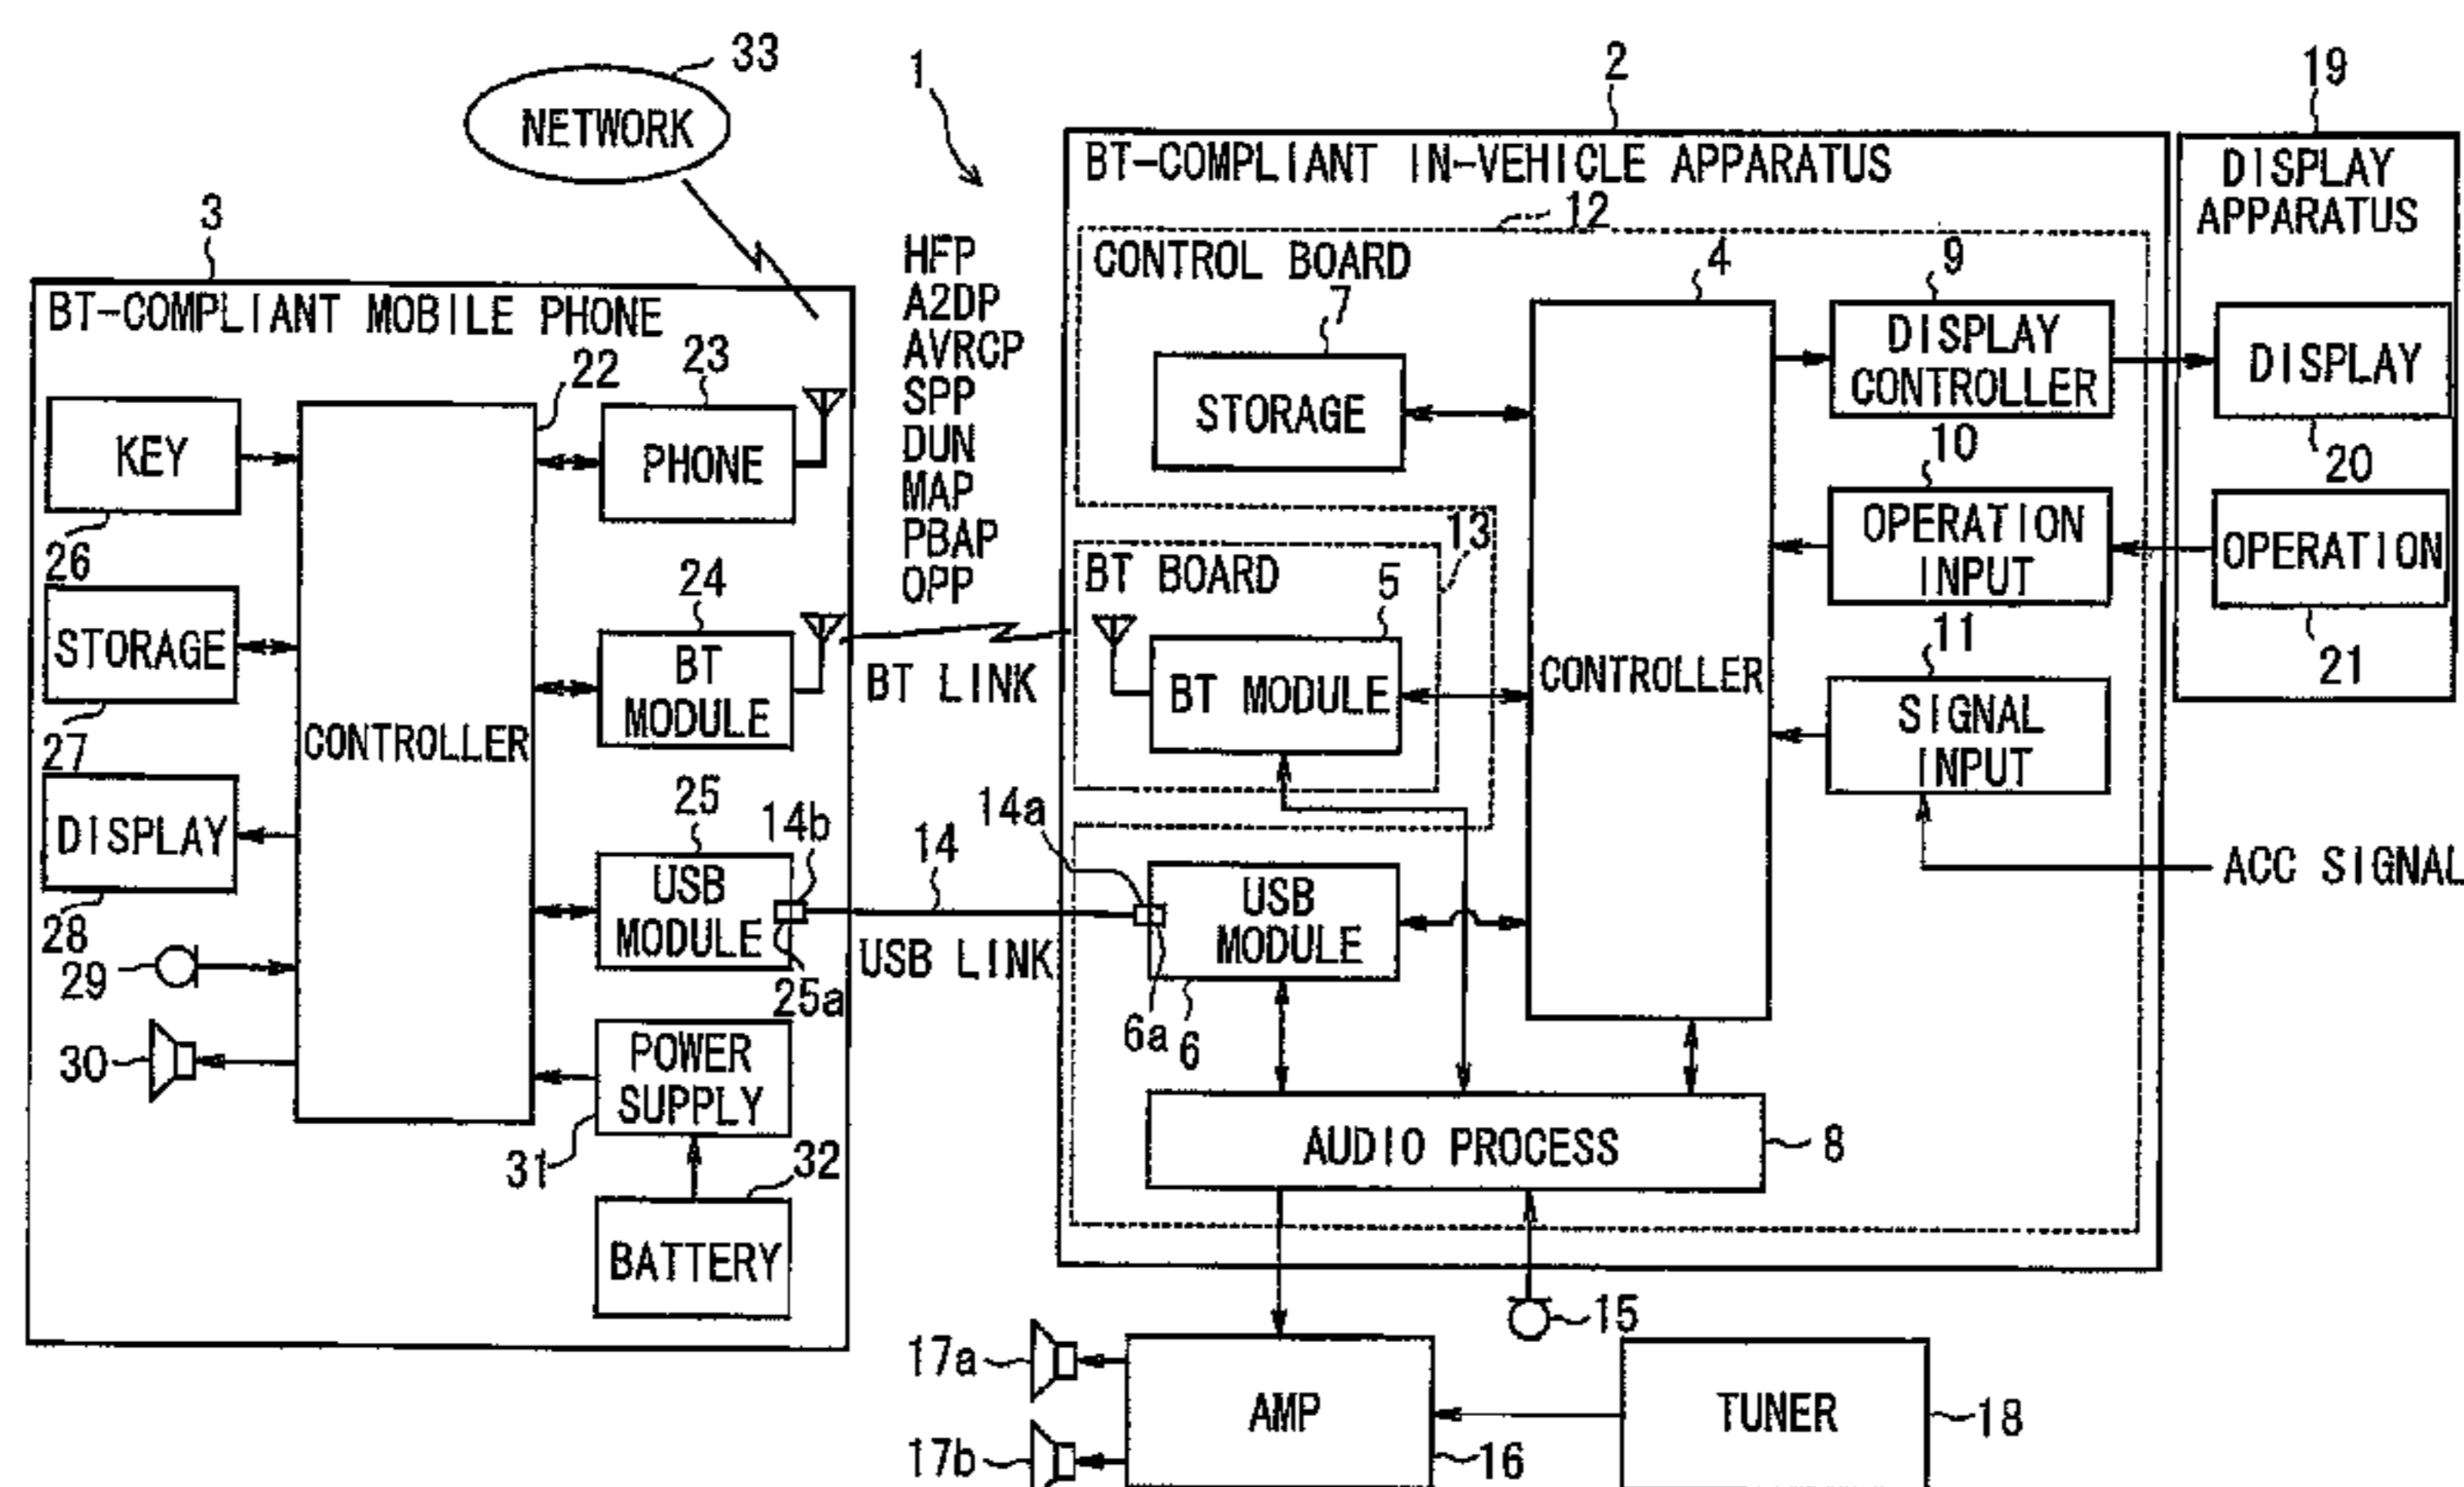 33
NETWORK
1
2
19
BT-COMPLIANT IN-VEHICLE APPARATUS
DISPLAY
APPARATUS
12
CONTROL BOARD
7
STORAGE
4
CONTROLLER
9
DISPLAY
CONTROLLER
DISPLAY
20
10
OPERATION
INPUT
OPERATION
21
11
SIGNAL
INPUT
ACC SIGNAL
13
BT BOARD
5
BT MODULE
3
BT-COMPLIANT MOBILE PHONE
22
CONTROLLER
23
PHONE
KEY
26
24
BT
MODULE
STORAGE
27
25
USB
MODULE
14b
25a
DISPLAY
28
29
30
POWER
SUPPLY
31
32
BATTERY
HFP
A2DP
AVRCP
SPP
DUN
MAP
PBAP
OPP
BT LINK
14
USB LINK
14a
USB
MODULE
6a
6
AUDIO PROCESS
8
15
17a
17b
AMP
16
TUNER
18